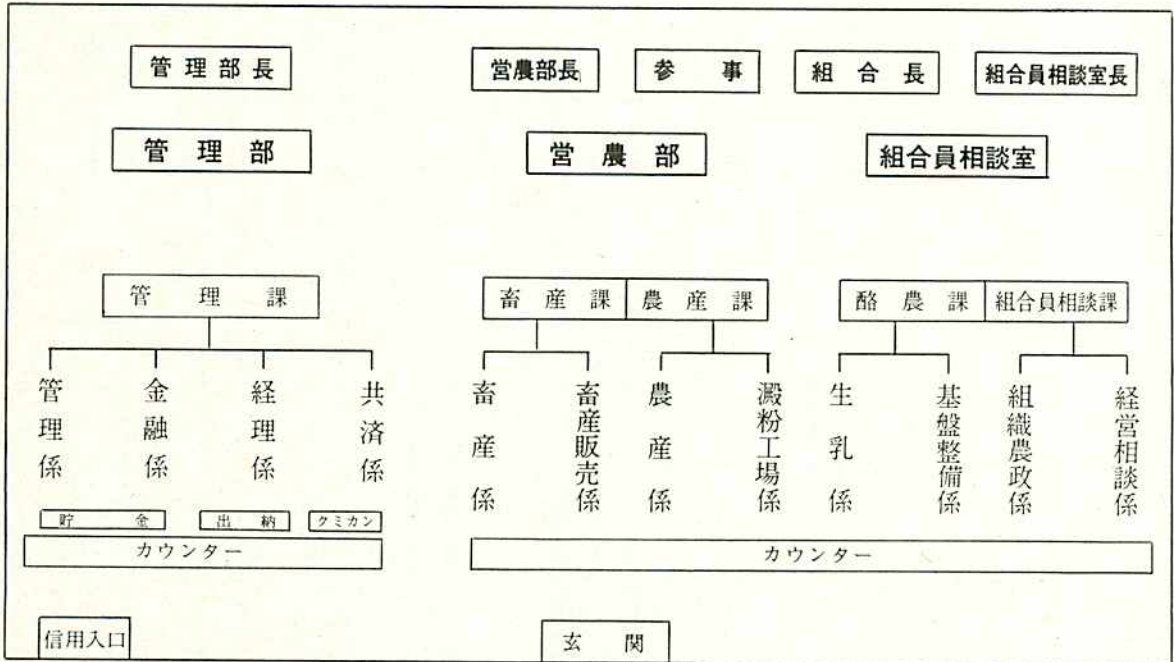 管理部長
営農部長
参事
組合長
組合員相談室長
管理部
営農部
組合員相談室
管理課
畜産課
農産課
酪農課
組合員相談課
管理係
金融係
経理係
共済係
畜産係
畜産販売係
農産係
澱粉工場係
生乳係
基盤整備係
組織農政係
経営相談係
貯金
出納
クミカン
カウンター
カウンター
信用入口
玄関